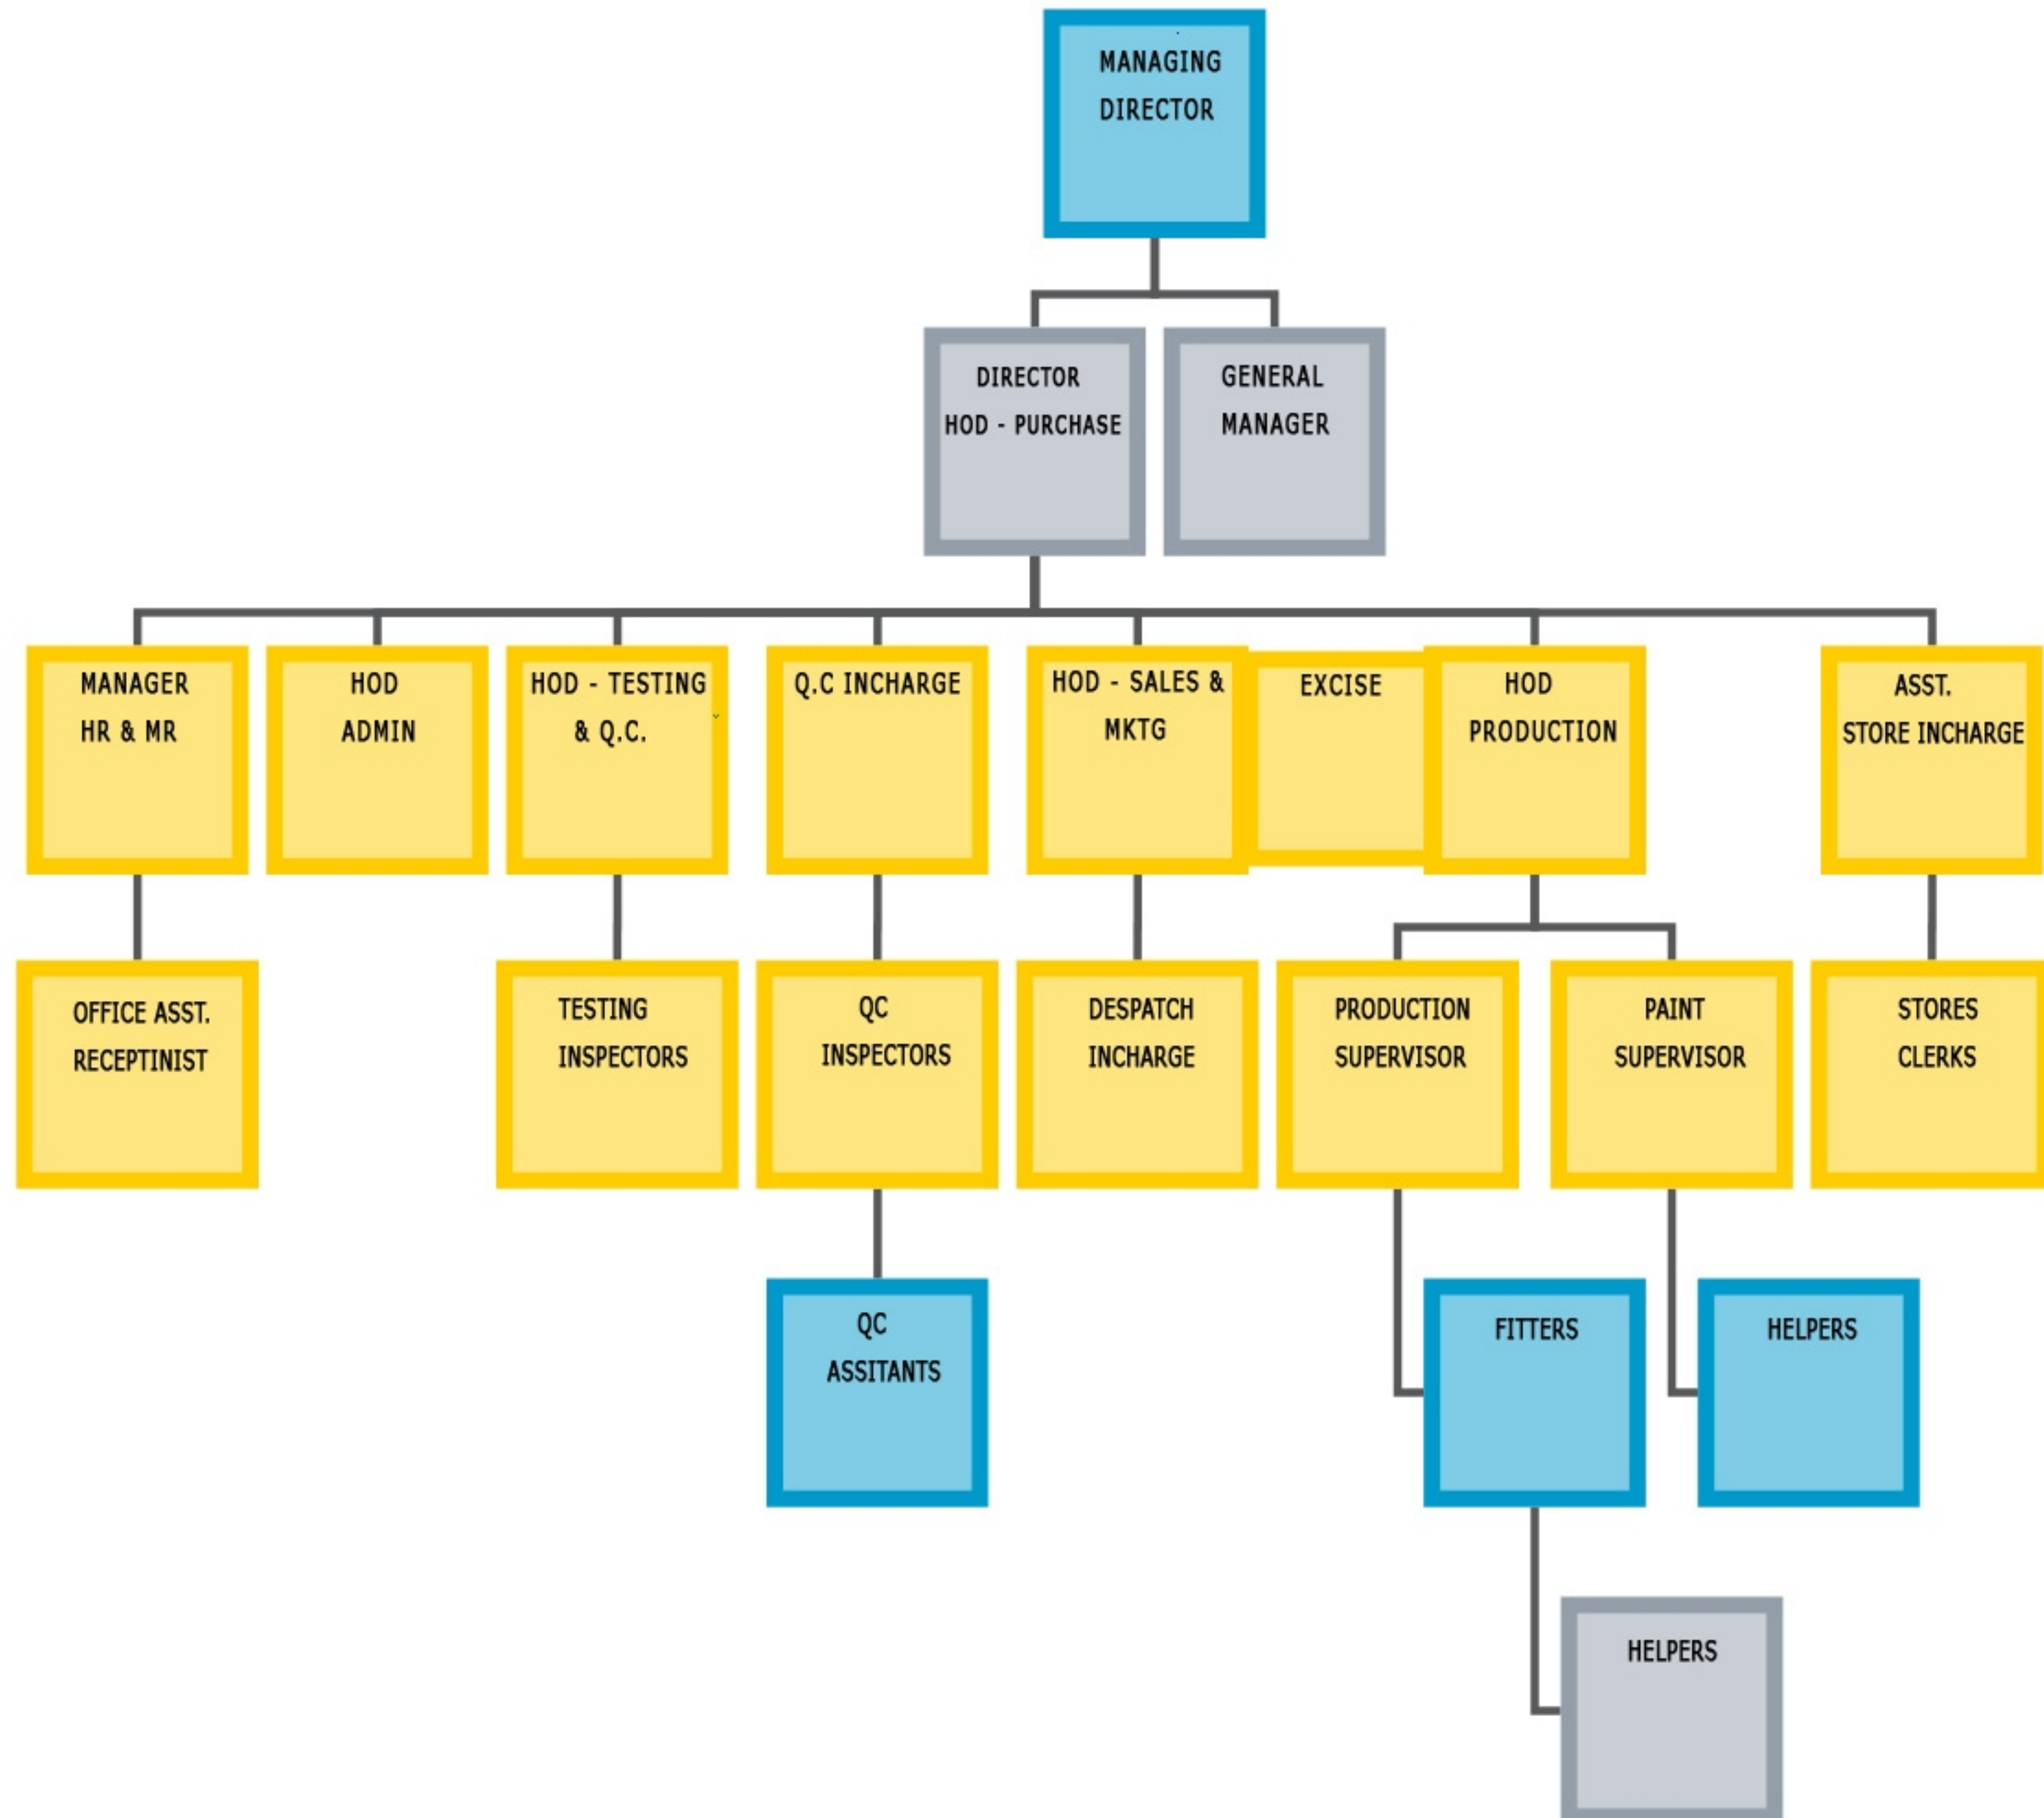 MANAGING
DIRECTOR
DIRECTOR
HOD - PURCHASE
GENERAL
MANAGER
MANAGER
HR & MR
HOD
ADMIN
HOD - TESTING
& Q.C.
Q.C INCHARGE
HOD - SALES &
MKTG
EXCISE
HOD
PRODUCTION
ASST.
STORE INCHARGE
OFFICE ASST.
RECEPTINIST
TESTING
INSPECTORS
QC
INSPECTORS
DESPATCH
INCHARGE
PRODUCTION
SUPERVISOR
PAINT
SUPERVISOR
STORES
CLERKS
QC
ASSITANTS
FITTERS
HELPERS
HELPERS